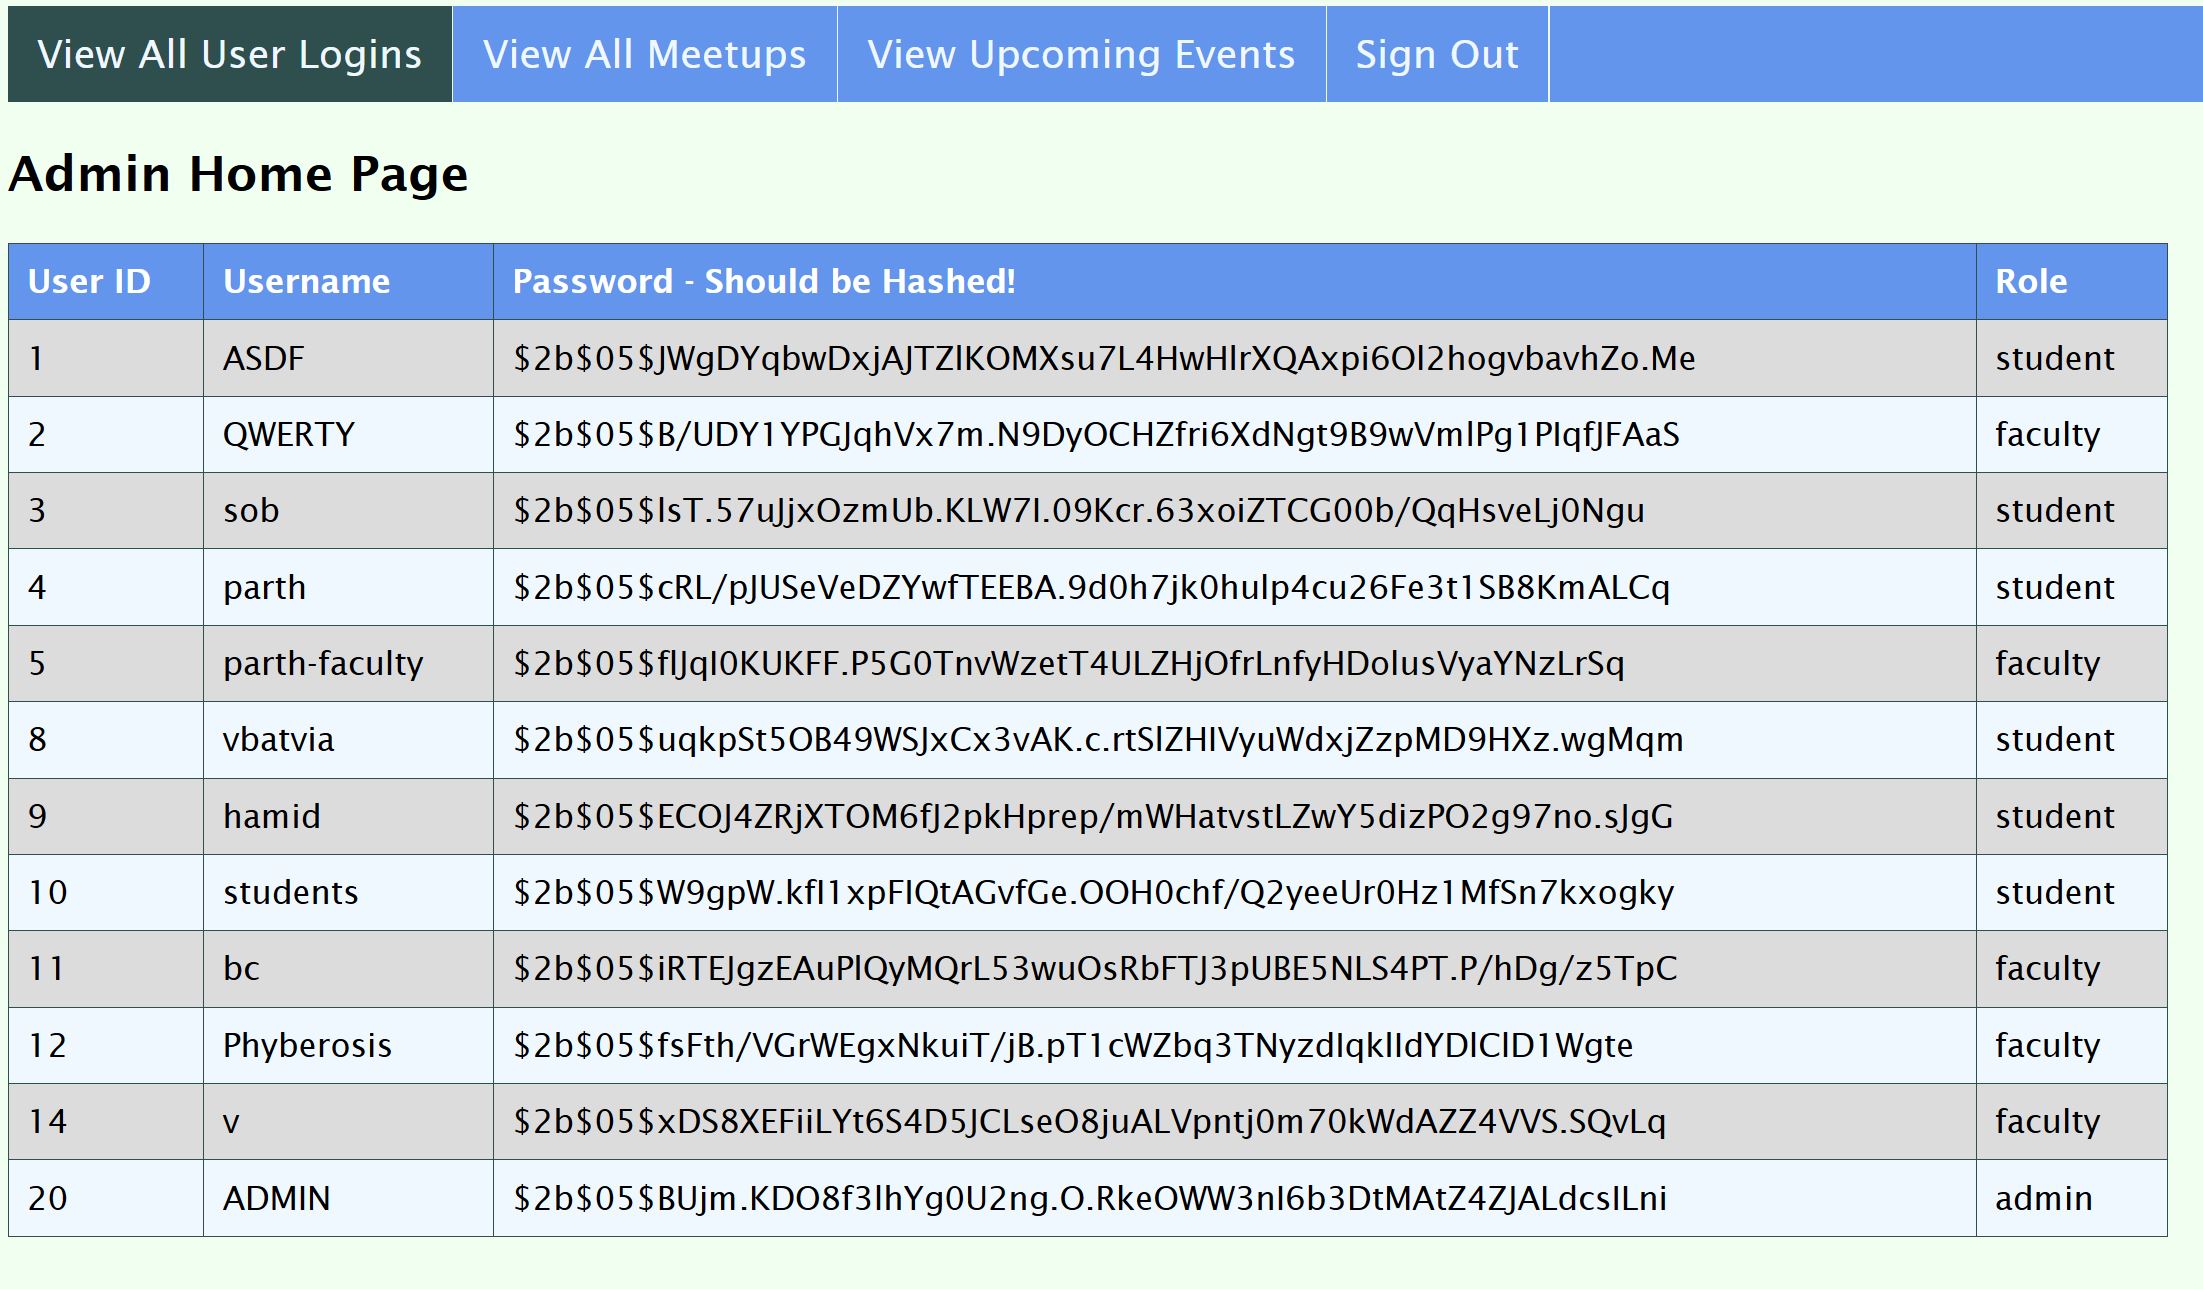 View All User Logins View All Meetups View Upcoming Events Sign Out
Admin Home Page
User ID Username Password - Should be Hashed! Role
1 ASDF $2b$05$JWgDYqbwDxjAJTZlKOMXsu7L4HwHlrXQAxpi6Ol2hogvbavhZo.Me student
2 QWERTY $2b$05$B/UDY1YPGJqhVx7m.N9DyOCHZfri6XdNgt9B9wVmlPg1PIqfJFAaS faculty
3 sob $2b$05$lsT.57uJjxOzmUb.KLW7I.09Kcr.63xoiZTCG00b/QqHsveLj0Ngu student
4 parth $2b$05$cRL/pJUSeVeDZYwfTEEBA.9d0h7jk0hulp4cu26Fe3t1SB8KmALCq student
5 parth-faculty $2b$05$flJqI0KUKFF.P5G0TnvWzetT4ULZHjOfrLnfyHDolusVyaYNzLrSq faculty
8 vbatvia $2b$05$uqkpSt5OB49WSJxCx3vAK.c.rtSlZHIVyuWdxjZzpMD9HXz.wgMqm student
9 hamid $2b$05$ECOJ4ZRjXTOM6fJ2pkHprep/mWHatvstLZwY5dizPO2g97no.sJgG student
10 students $2b$05$W9gpW.kfI1xpFIQtAGvfGe.OOH0chf/Q2yeeUr0Hz1MfSn7kxogky student
11 bc $2b$05$iRTEJgzEAuPlQyMQrL53wuOsRbFTJ3pUBE5NLS4PT.P/hDg/z5TpC faculty
12 Phyberosis $2b$05$fsFth/VGrWEgxNkuiT/jB.pT1cWZbq3TNyzdIqklIdYDlClD1Wgte faculty
14 v $2b$05$xDS8XEFiiLYt6S4D5JCLseO8juALVpntj0m70kWdAZZ4VVS.SQvLq faculty
20 ADMIN $2b$05$BUjm.KDO8f3lhYg0U2ng.O.RkeOWW3nI6b3DtMAtZ4ZJALdcsILni admin